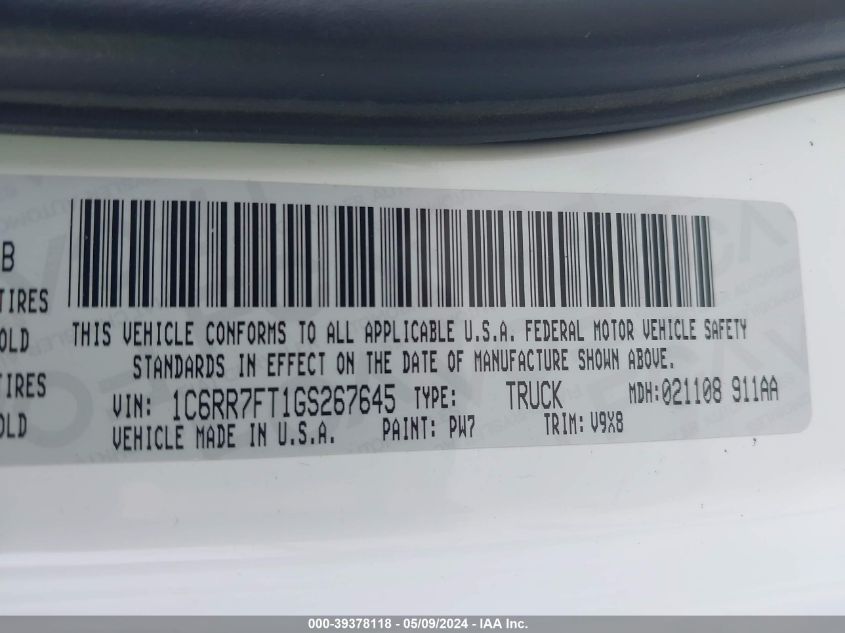 B
TIRES
OLD
TIRES
OLD
THIS VEHICLE CONFORMS TO ALL APPLICABLE U.S.A. FEDERAL MOTOR VEHICLE SAFETY
STANDARDS IN EFFECT ON THE DATE OF MANUFACTURE SHOWN ABOVE.
VIN: 1C6RR7FT1GS267645 TYPE: TRUCK MDH:021108 911AA
VEHICLE MADE IN U.S.A. PAINT: PW7 TRIM: V9X8
000-39378118 - 05/09/2024 - IAA Inc.